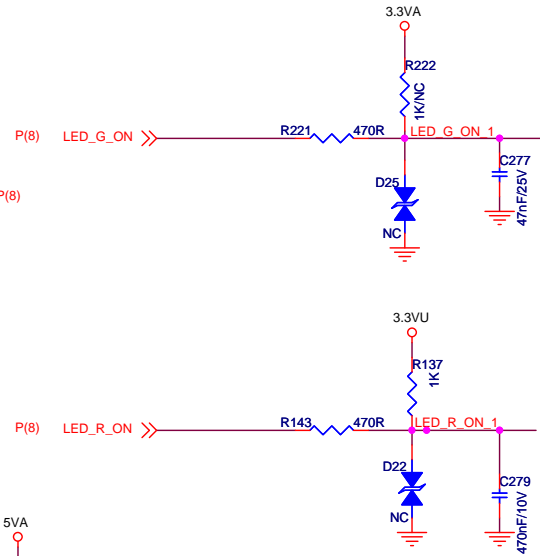 3.3VA
R222
1K/NC
P(8) LED_G_ON R221 470R LED_G_ON_1
C277
47nF/25V
D25
P(8)
NC
3.3VU
R137
1K
P(8) LED_R_ON R143 470R LED_R_ON_1
D22
C279
470nF/10V
NC
5VA